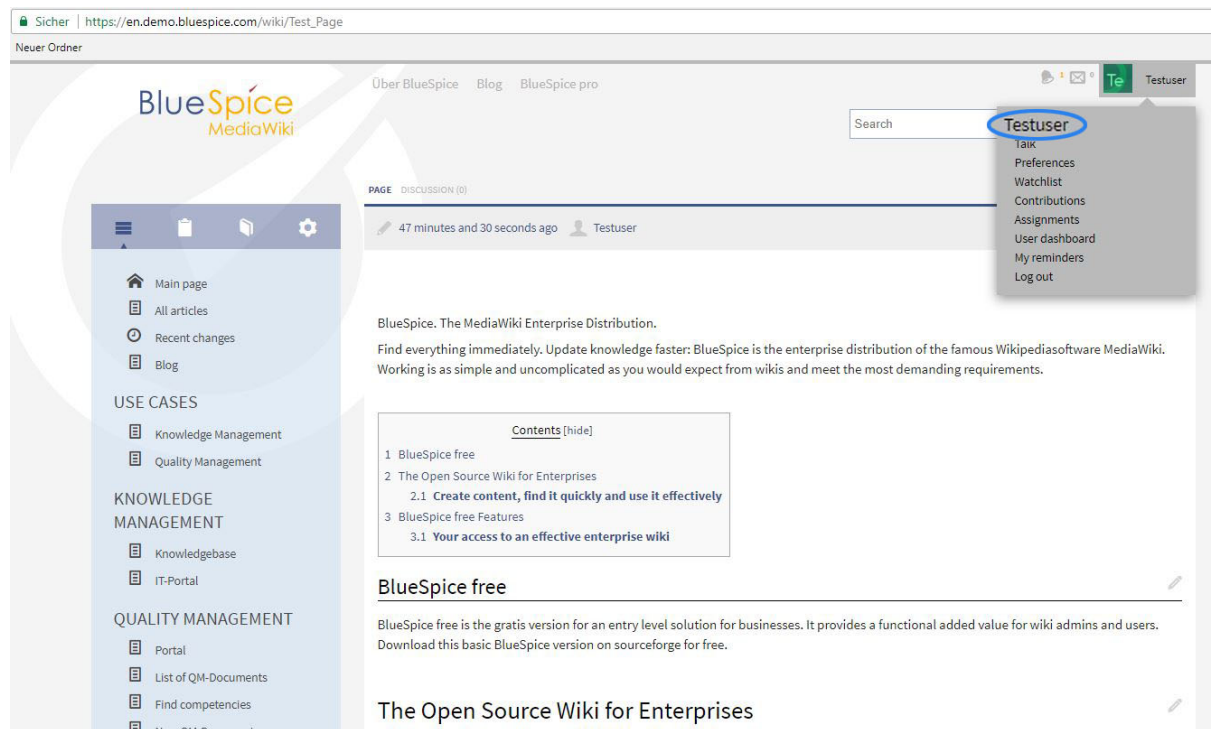 Sicher | https://en.demo.bluespice.com/wiki/Test_Page
Neuer Ordner
BlueSpice
MediaWiki
Über BlueSpice Blog BlueSpice pro
1 0 Te Testuser
Search
Testuser
Talk
Preferences
Watchlist
Contributions
Assignments
User dashboard
My reminders
Log out
PAGE DISCUSSION (0)
47 minutes and 30 seconds ago Testuser
Main page
All articles
Recent changes
Blog
USE CASES
Knowledge Management
Quality Management
KNOWLEDGE
MANAGEMENT
Knowledgebase
IT-Portal
QUALITY MANAGEMENT
Portal
List of QM-Documents
Find competencies
BlueSpice. The MediaWiki Enterprise Distribution.
Find everything immediately. Update knowledge faster: BlueSpice is the enterprise distribution of the famous Wikipediasoftware MediaWiki.
Working is as simple and uncomplicated as you would expect from wikis and meet the most demanding requirements.
Contents [hide]
1 BlueSpice free
2 The Open Source Wiki for Enterprises
2.1 Create content, find it quickly and use it effectively
3 BlueSpice free Features
3.1 Your access to an effective enterprise wiki
BlueSpice free
BlueSpice free is the gratis version for an entry level solution for businesses. It provides a functional added value for wiki admins and users.
Download this basic BlueSpice version on sourceforge for free.
The Open Source Wiki for Enterprises